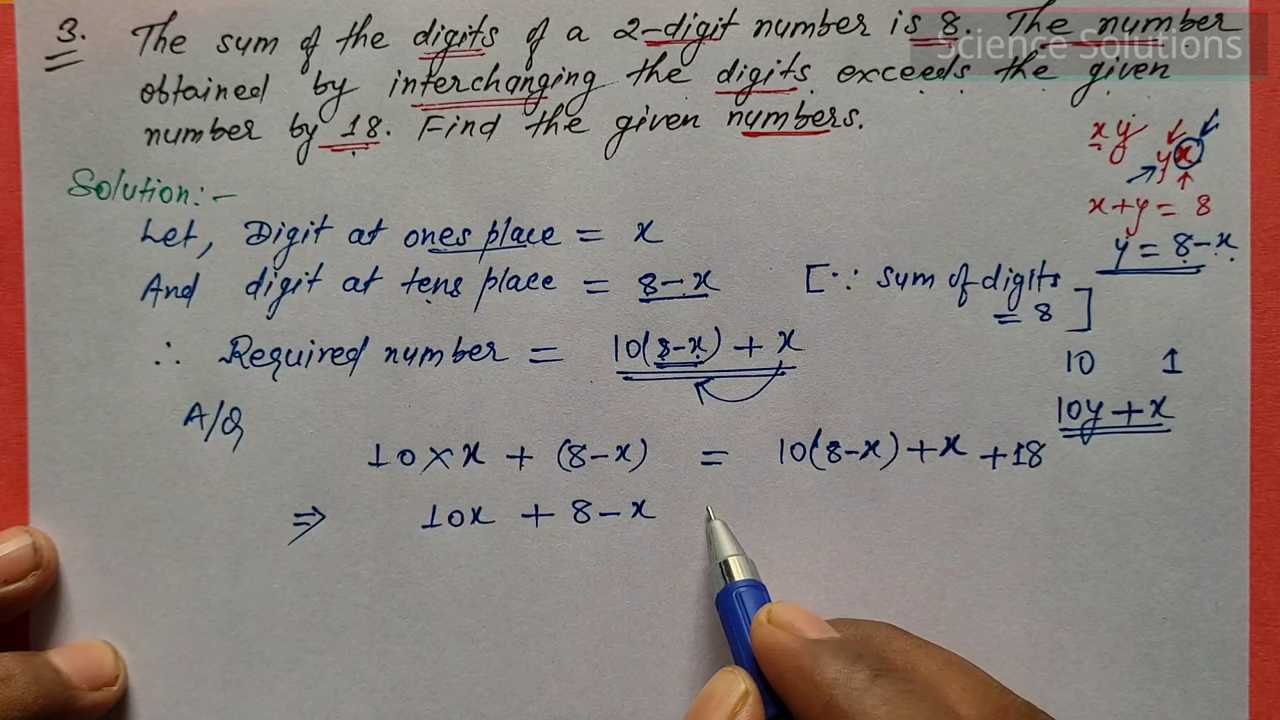 3. The sum of the digits of a 2-digit number is 8. The number
obtained by interchanging the digits exceeds the given
number by 18. Find the given numbers.
Science Solutions
Solution:-
x y
y x
x+y = 8
y = 8-x
Let, Digit at ones place = x
And digit at tens place = 8-x [∵ sum of digits
= 8 ]
∴ Required number = 10(8-x) + x
10 1
10y + x
A/Q
10×x + (8-x) = 10(8-x)+x +18
⇒ 10x + 8-x